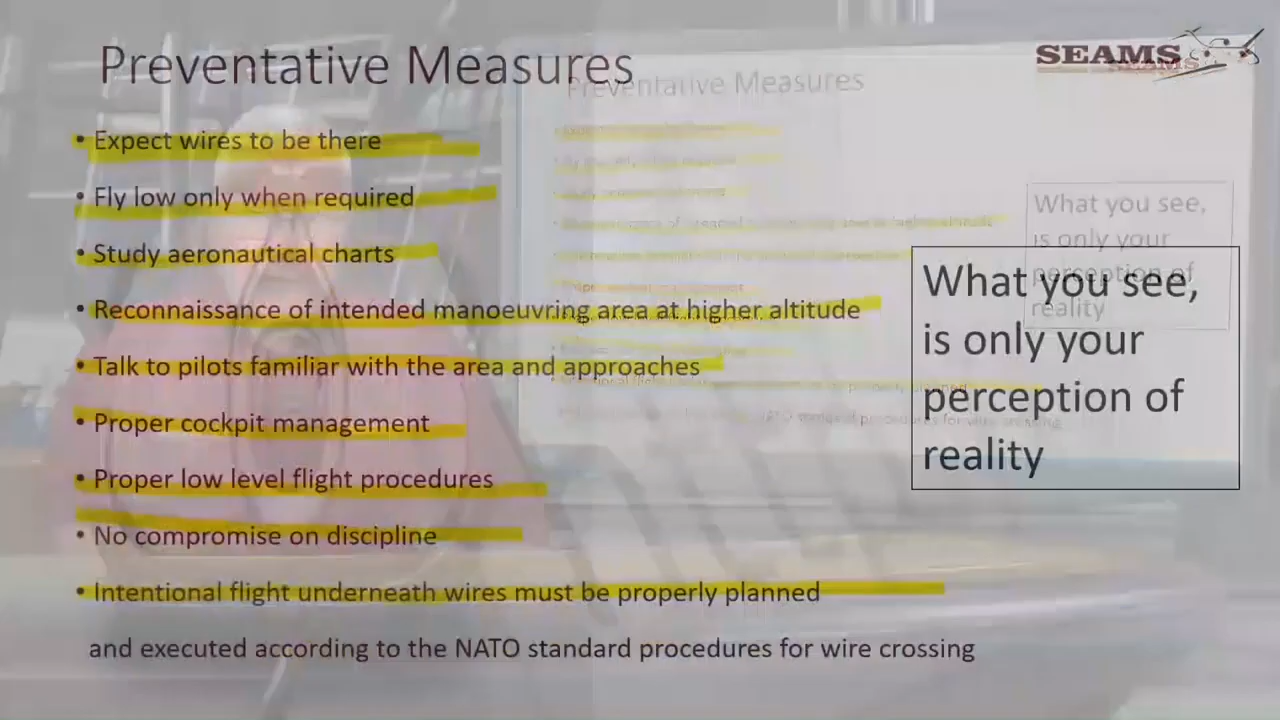 Preventative Measures
SEAMS
• Expect wires to be there
• Fly low only when required
• Study aeronautical charts
• Reconnaissance of intended manoeuvring area at higher altitude
• Talk to pilots familiar with the area and approaches
• Proper cockpit management
• Proper low level flight procedures
• No compromise on discipline
• Intentional flight underneath wires must be properly planned
and executed according to the NATO standard procedures for wire crossing
What you see,
is only your
perception of
reality
Preventative Measures
SEAMS
What you see,
is only your
perception of
reality